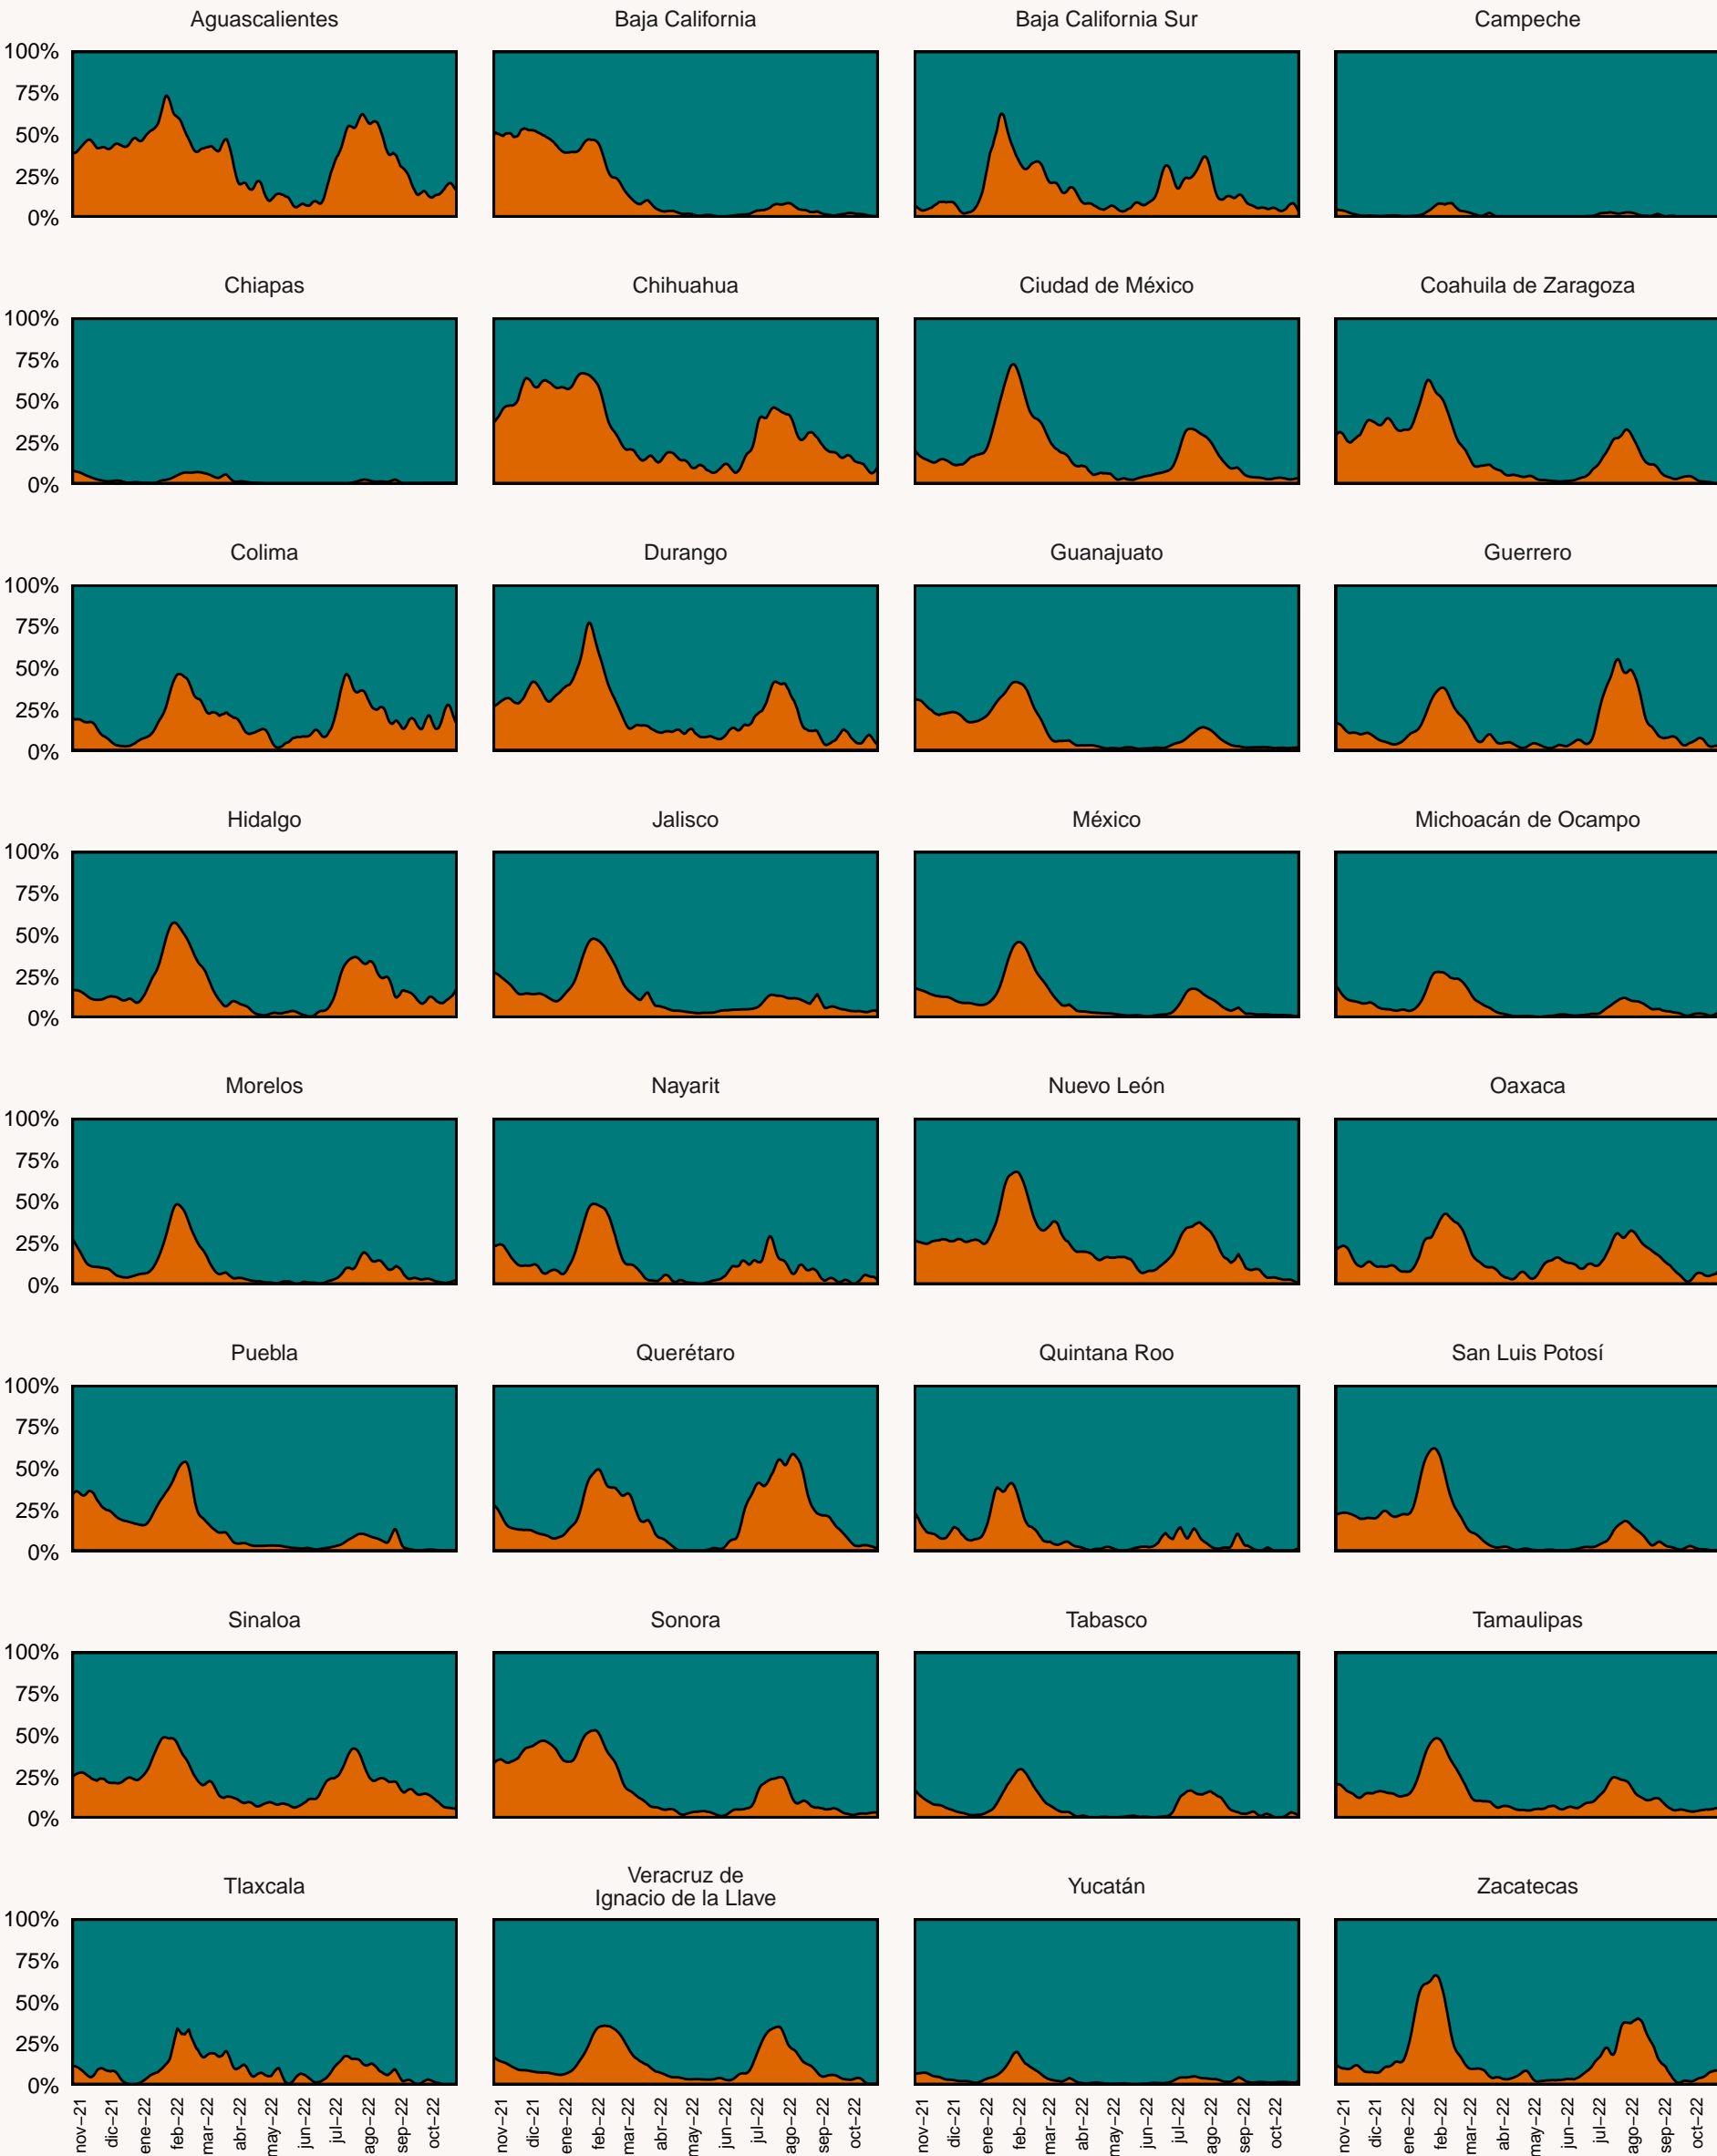 Aguascalientes
Baja California
Baja California Sur
Campeche
100%
75%
50%
25%
0%
Chiapas
Chihuahua
Ciudad de México
Coahuila de Zaragoza
100%
75%
50%
25%
0%
Colima
Durango
Guanajuato
Guerrero
100%
75%
50%
25%
0%
Hidalgo
Jalisco
México
Michoacán de Ocampo
100%
75%
50%
25%
0%
Morelos
Nayarit
Nuevo León
Oaxaca
100%
75%
50%
25%
0%
Puebla
Querétaro
Quintana Roo
San Luis Potosí
100%
75%
50%
25%
0%
Sinaloa
Sonora
Tabasco
Tamaulipas
100%
75%
50%
25%
0%
Tlaxcala
Veracruz de
Ignacio de la Llave
Yucatán
Zacatecas
100%
75%
50%
25%
0%
nov−21
dic−21
ene−22
feb−22
mar−22
abr−22
may−22
jun−22
jul−22
ago−22
sep−22
oct−22
nov−21
dic−21
ene−22
feb−22
mar−22
abr−22
may−22
jun−22
jul−22
ago−22
sep−22
oct−22
nov−21
dic−21
ene−22
feb−22
mar−22
abr−22
may−22
jun−22
jul−22
ago−22
sep−22
oct−22
nov−21
dic−21
ene−22
feb−22
mar−22
abr−22
may−22
jun−22
jul−22
ago−22
sep−22
oct−22